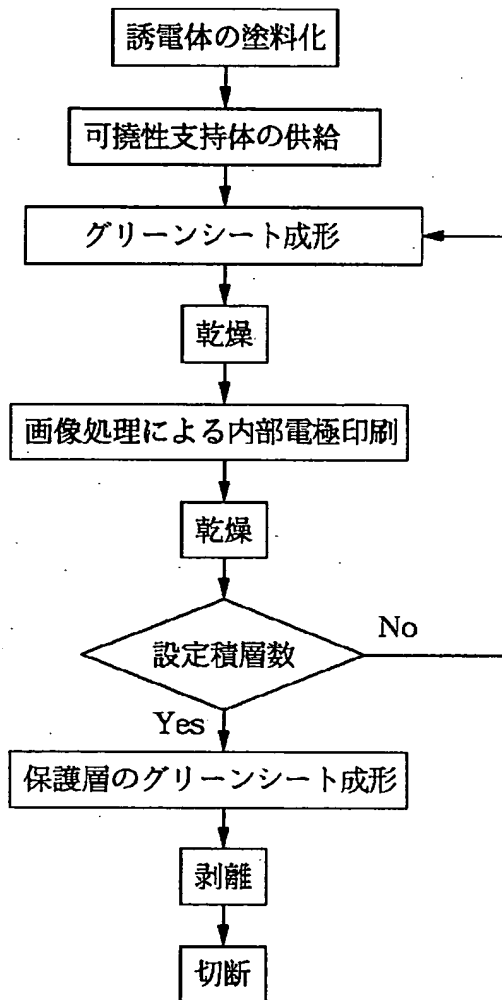 誘電体の塗料化
可撓性支持体の供給
グリーンシート成形
乾燥
画像処理による内部電極印刷
乾燥
設定積層数
No
Yes
保護層のグリーンシート成形
剥離
切断